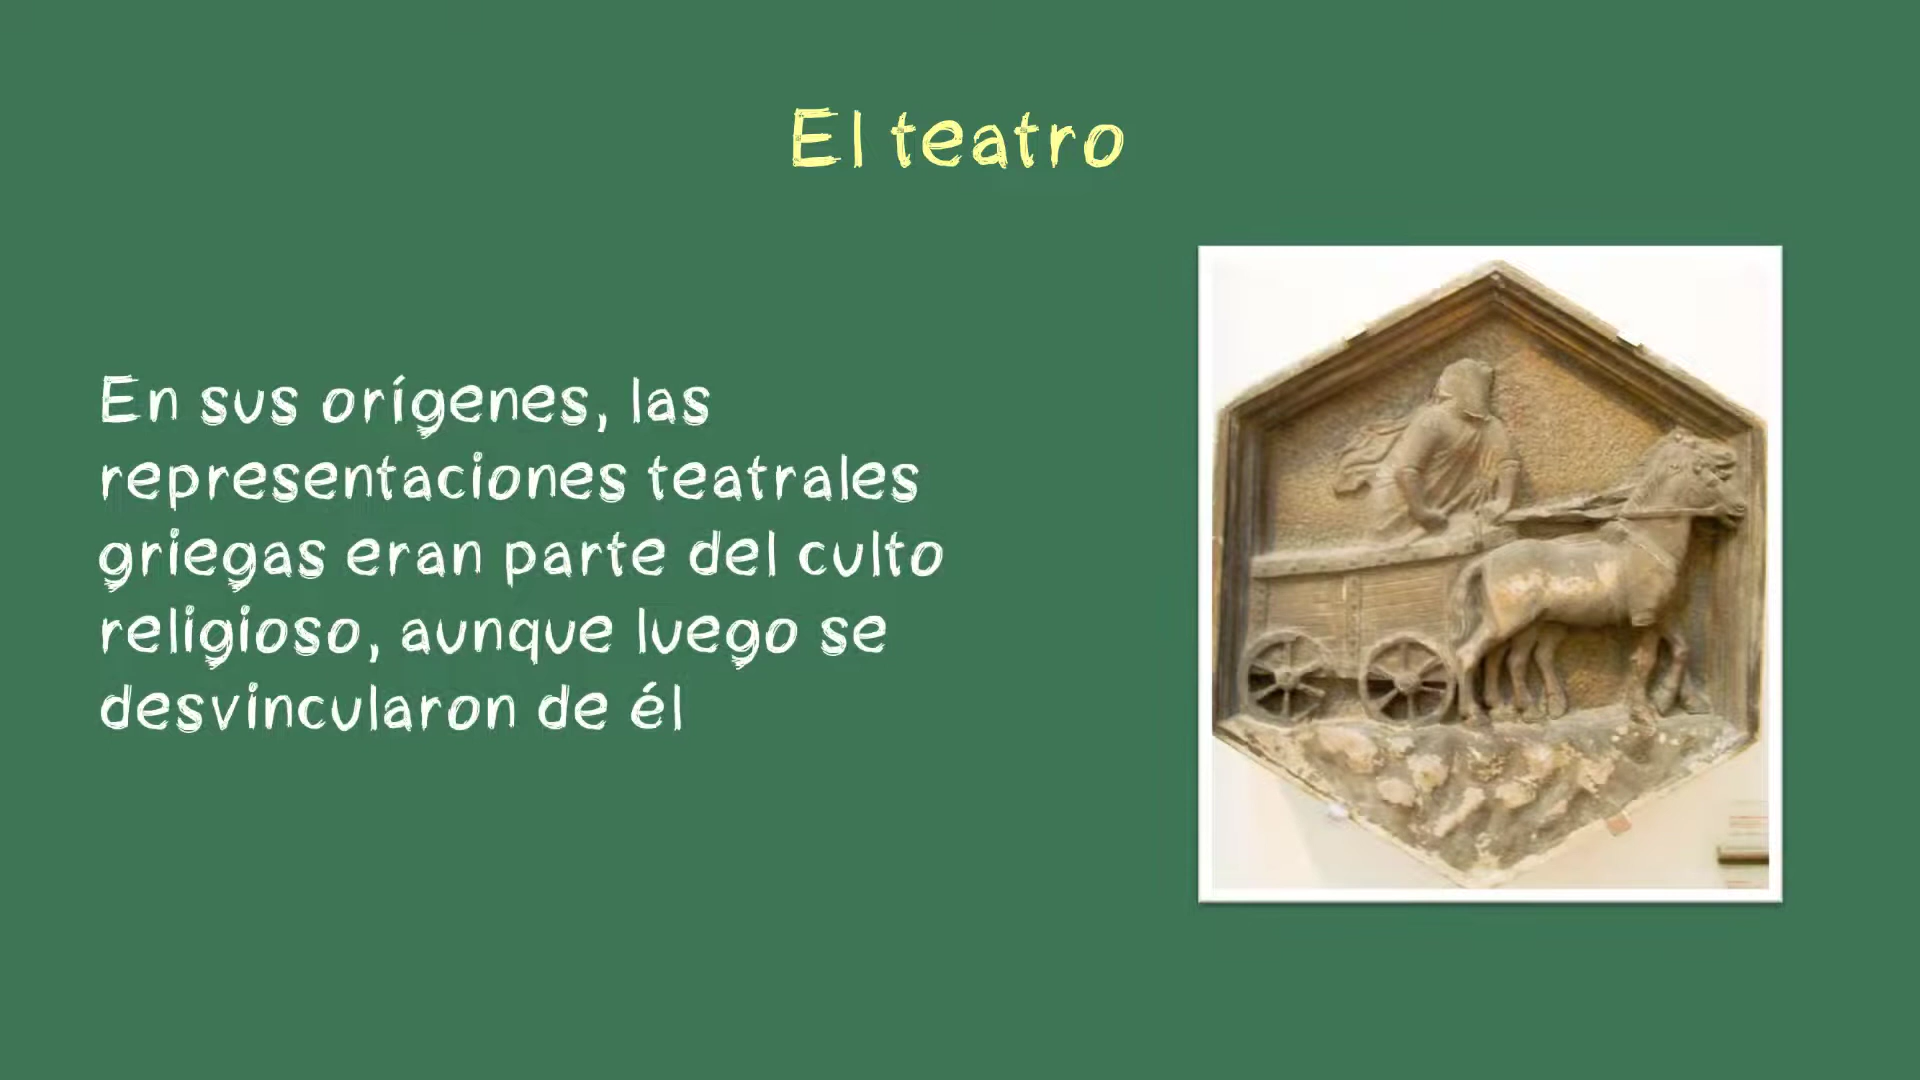 El teatro
En sus orígenes, las
representaciones teatrales
griegas eran parte del culto
religioso, aunque luego se
desvincularon de él